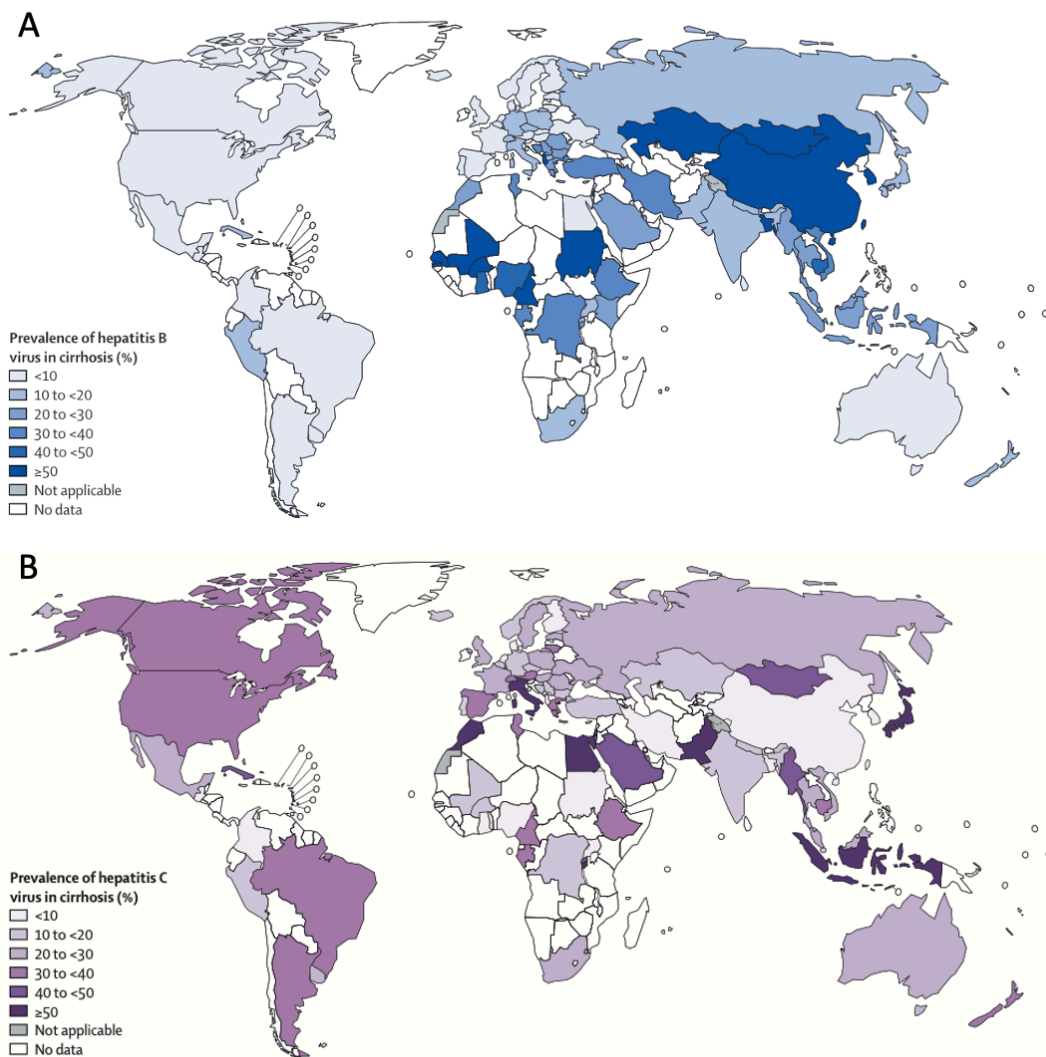 A
Prevalence of hepatitis B
virus in cirrhosis (%)
<10
10 to <20
20 to <30
30 to <40
40 to <50
≥50
Not applicable
No data
B
Prevalence of hepatitis C
virus in cirrhosis (%)
<10
10 to <20
20 to <30
30 to <40
40 to <50
≥50
Not applicable
No data